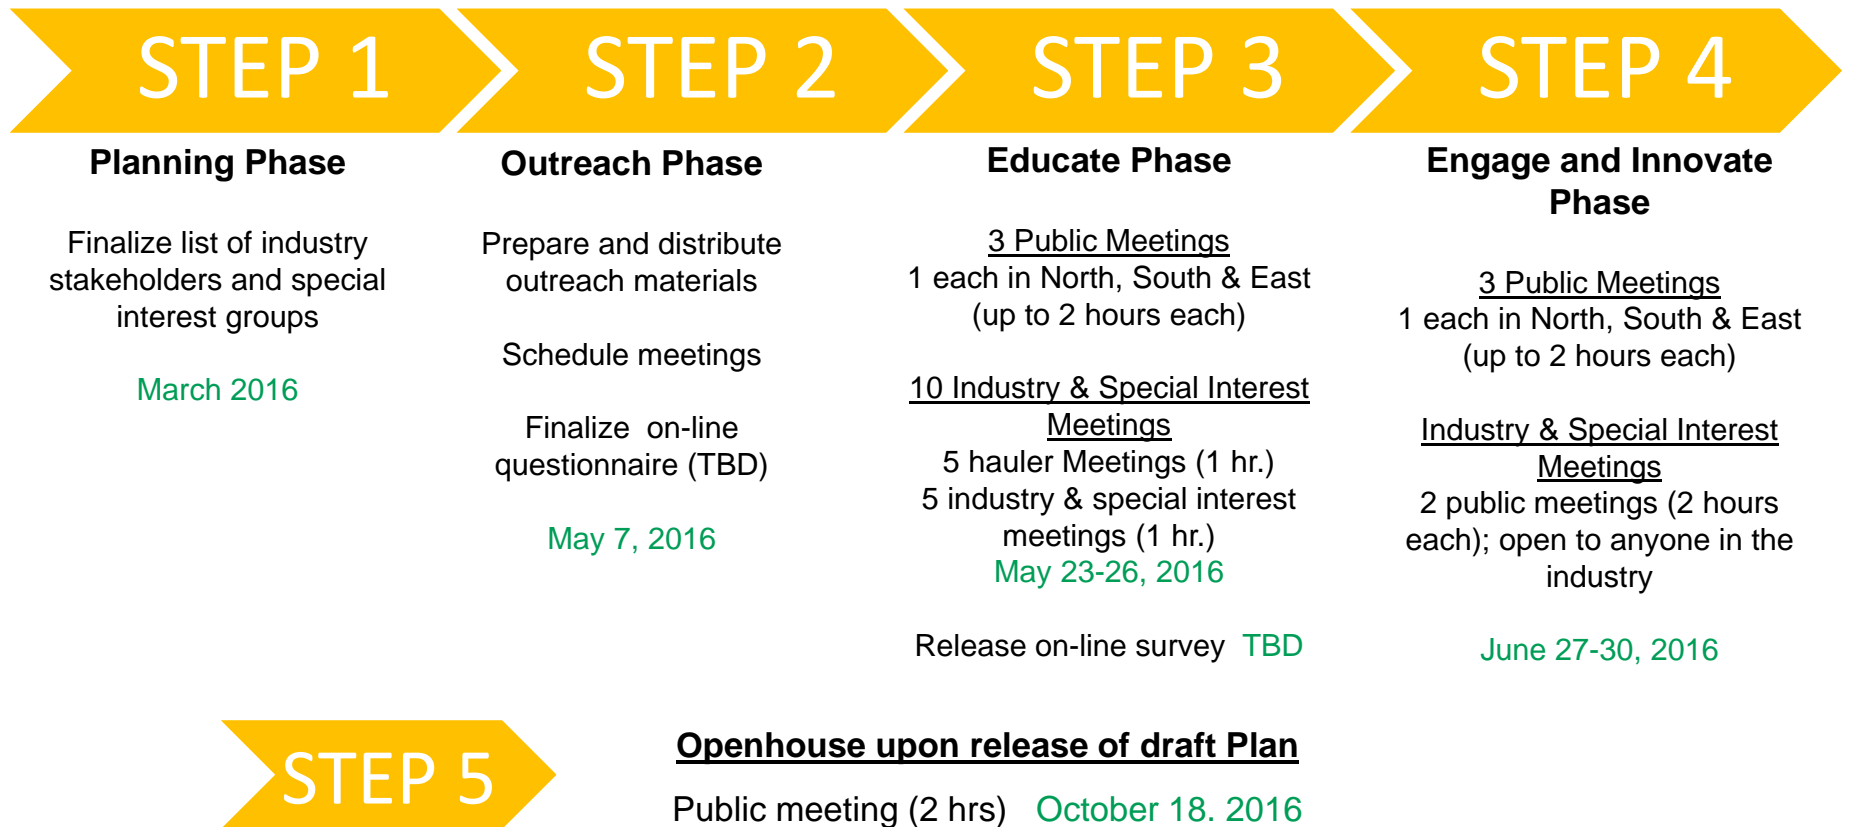 STEP 1
STEP 2
STEP 3
STEP 4
Planning Phase
Finalize list of industry
stakeholders and special
interest groups
March 2016
Outreach Phase
Prepare and distribute
outreach materials
Schedule meetings
Finalize on-line
questionnaire (TBD)
May 7, 2016
Educate Phase
3 Public Meetings
1 each in North, South & East
(up to 2 hours each)
10 Industry & Special Interest
Meetings
5 hauler Meetings (1 hr.)
5 industry & special interest
meetings (1 hr.)
May 23-26, 2016
Release on-line survey TBD
Engage and Innovate
Phase
3 Public Meetings
1 each in North, South & East
(up to 2 hours each)
Industry & Special Interest
Meetings
2 public meetings (2 hours
each); open to anyone in the
industry
June 27-30, 2016
STEP 5
Openhouse upon release of draft Plan
Public meeting (2 hrs) October 18. 2016